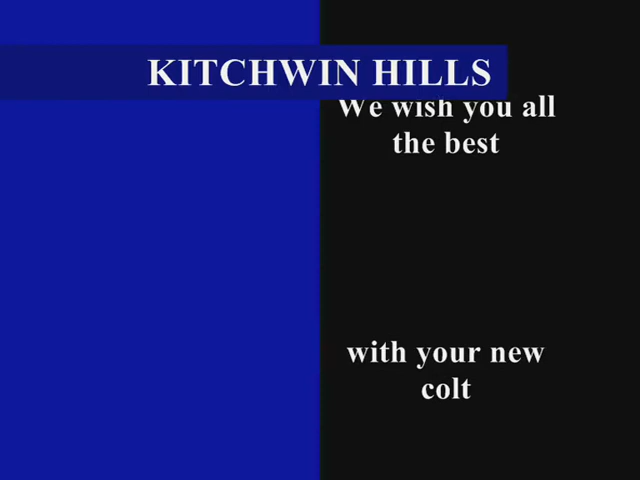 KITCHWIN HILLS
We wish you all
the best
with your new
colt